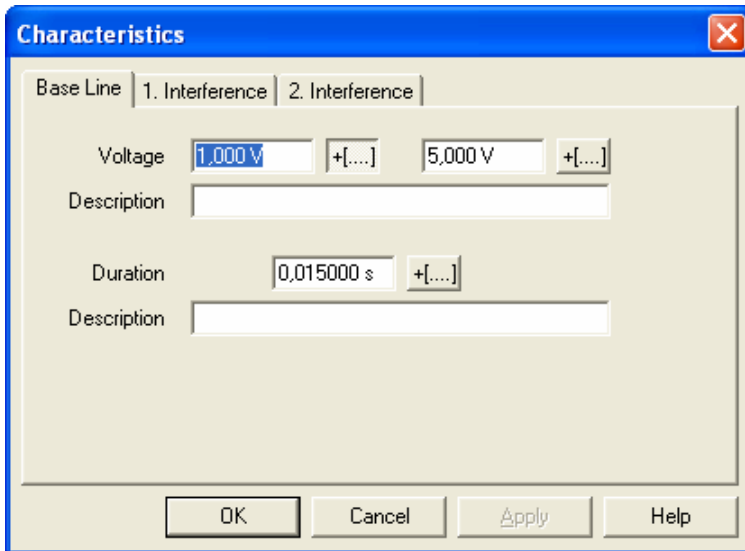 Characteristics
Base Line 1. Interference 2. Interference
Voltage 1,000 V +[....] 5,000 V +[....]
Description
Duration 0,015000 s +[....]
Description
OK Cancel Apply Help